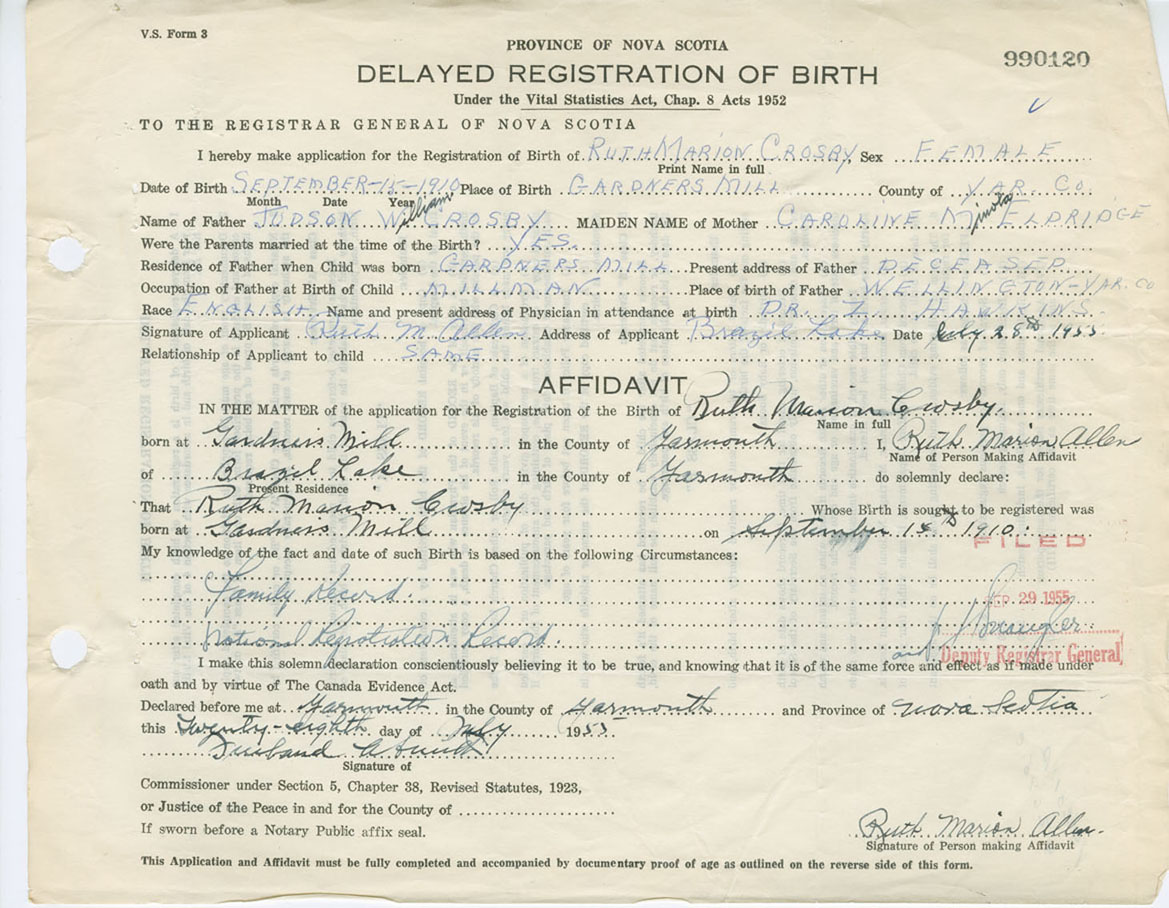 V.S. Form 3
PROVINCE OF NOVA SCOTIA
990120
DELAYED REGISTRATION OF BIRTH
Under the Vital Statistics Act, Chap. 8 Acts 1952
TO THE REGISTRAR GENERAL OF NOVA SCOTIA
I hereby make application for the Registration of Birth of RUTH MARION CROSBY Sex FEMALE
Print Name in full
Date of Birth SEPTEMBER-15-1910 Place of Birth GARDNERS MILL County of YAR. CO.
Month Date Year
Name of Father JUDSON William CROSBY MAIDEN NAME of Mother CAROLINE Minota ELDRIDGE
Were the Parents married at the time of the Birth? YES.
Residence of Father when Child was born GARDNERS MILL Present address of Father DECEASED
Occupation of Father at Birth of Child MILLMAN Place of birth of Father WELLINGTON-YAR. CO
Race ENGLISH Name and present address of Physician in attendance at birth DR. Z. HAWKINS
Signature of Applicant Ruth M. Allen Address of Applicant Brazil Lake Date July 28th 1955
Relationship of Applicant to child SAME
AFFIDAVIT
IN THE MATTER of the application for the Registration of the Birth of Ruth Marion Crosby
Name in full
born at Gardners Mill in the County of Yarmouth I, Ruth Marion Allen
Name of Person Making Affidavit
of Brazil Lake in the County of Yarmouth do solemnly declare:
Present Residence
That Ruth Marion Crosby Whose Birth is sought to be registered was
born at Gardners Mill on September 15th 1910
FILED
My knowledge of the fact and date of such Birth is based on the following Circumstances:
Family Record.
SEP 29 1955
National Registration Record.
Deputy Registrar General
I make this solemn declaration conscientiously believing it to be true, and knowing that it is of the same force and effect as if made under
oath and by virtue of The Canada Evidence Act.
Declared before me at Yarmouth in the County of Yarmouth and Province of Nova Scotia
this Twenty-eighth day of July 1955
Signature of
Commissioner under Section 5, Chapter 38, Revised Statutes, 1923,
or Justice of the Peace in and for the County of
If sworn before a Notary Public affix seal.
Ruth Marion Allen
Signature of Person making Affidavit
This Application and Affidavit must be fully completed and accompanied by documentary proof of age as outlined on the reverse side of this form.